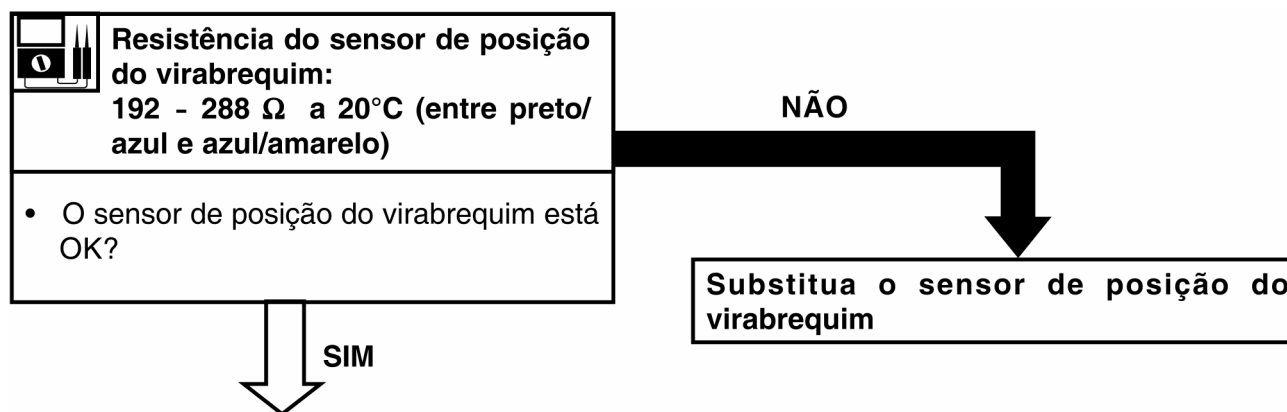 Resistência do sensor de posição
do virabrequim:
192 - 288 Ω a 20°C (entre preto/
azul e azul/amarelo)
• O sensor de posição do virabrequim está
OK?
NÃO
Substitua o sensor de posição do
virabrequim
SIM